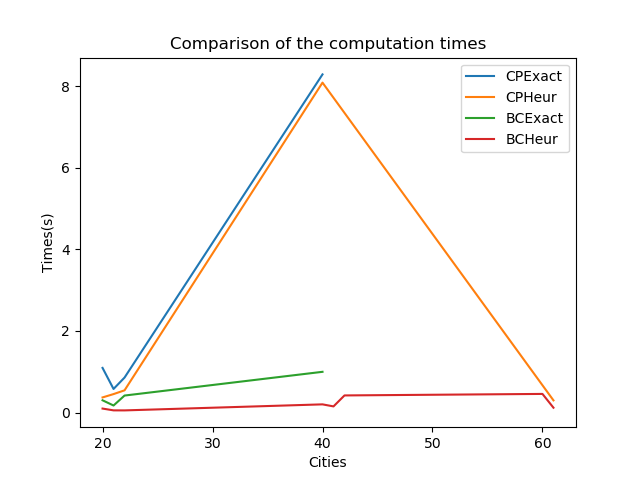 Comparison of the computation times
CPExact
CPHeur
BCExact
BCHeur
8
6
4
2
0
Times(s)
20 30 40 50 60
Cities